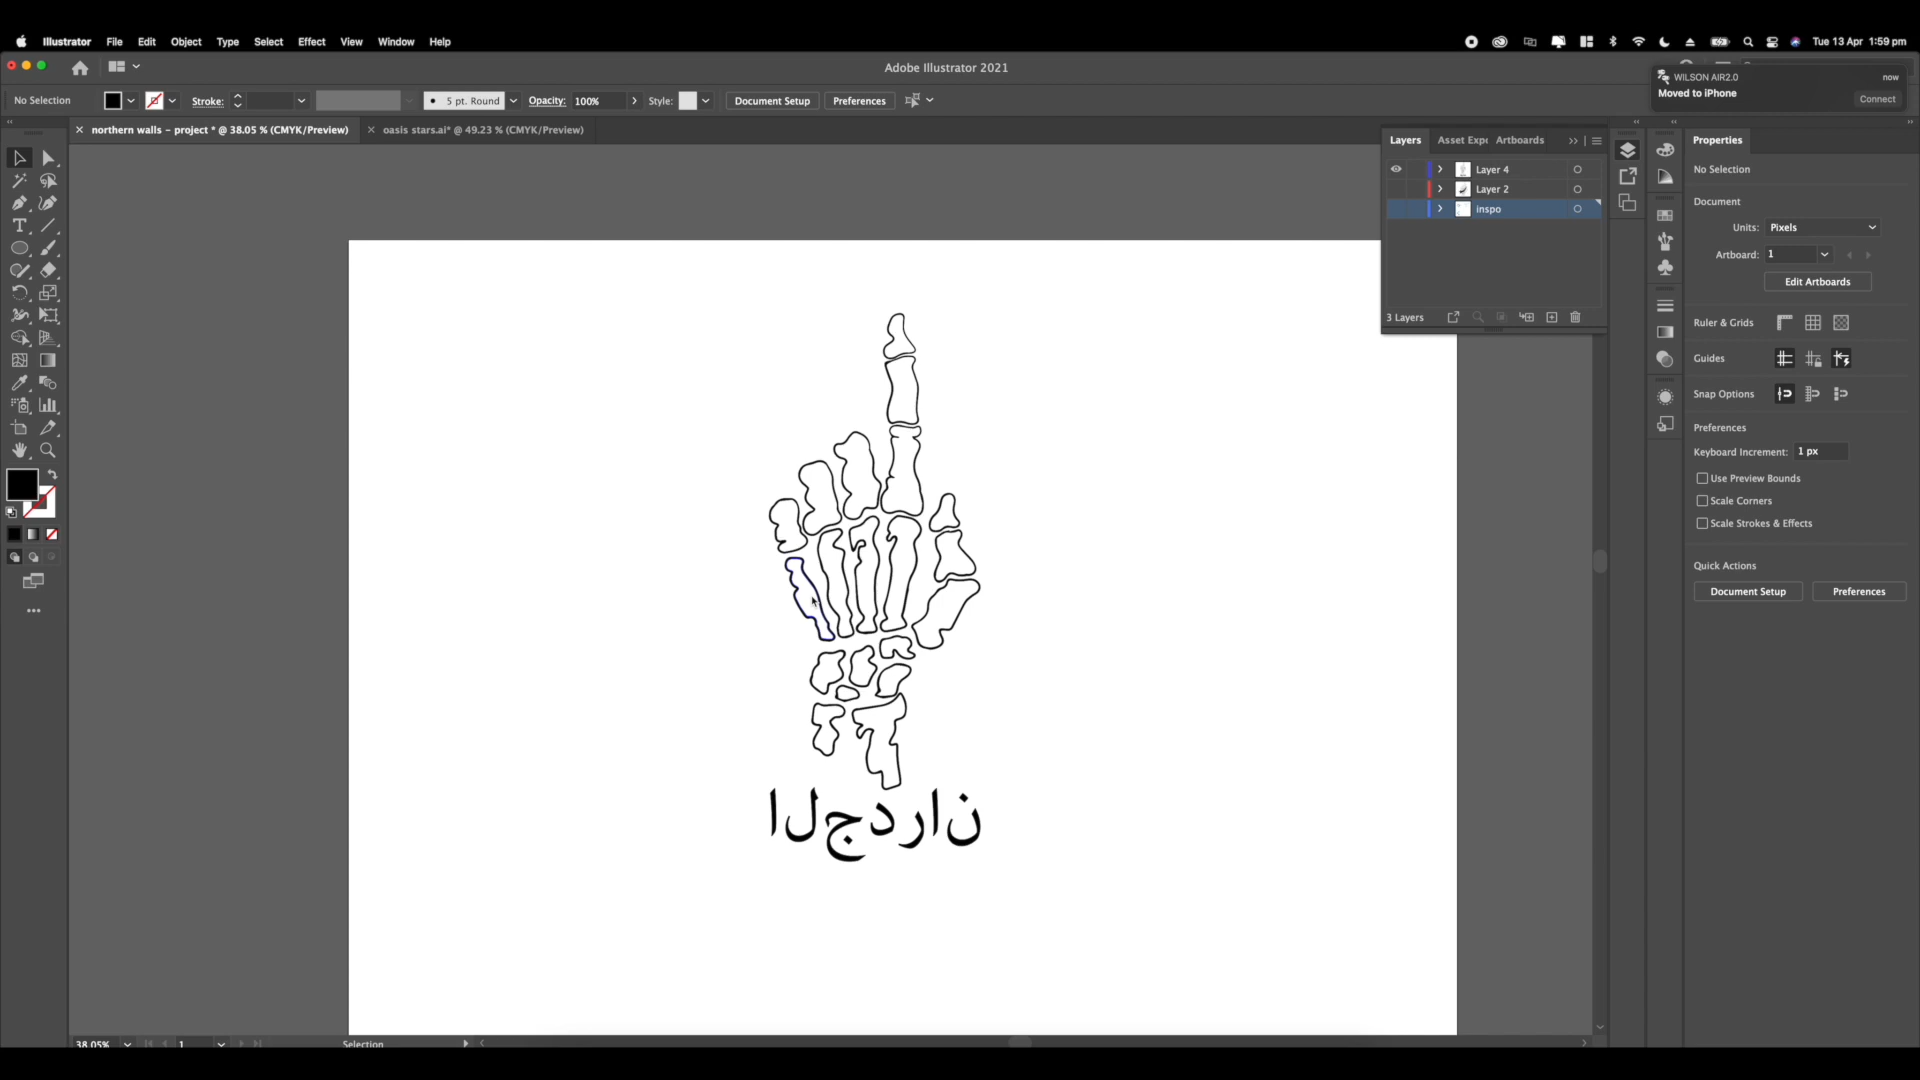 Illustrator File Edit Object Type Select Effect View Window Help
Tue 13 Apr 1:59 pm
Adobe Illustrator 2021
WILSON AIR2.0 now
Moved to iPhone
Connect
No Selection Stroke: 5 pt. Round Opacity: 100% Style: Document Setup Preferences
northern walls - project * @ 38.05 % (CMYK/Preview) oasis stars.ai* @ 49.23 % (CMYK/Preview)
Layers Asset Expo Artboards
Layer 4
Layer 2
inspo
3 Layers
Properties
No Selection
Document
Units: Pixels
Artboard: 1
Edit Artboards
Ruler & Grids
Guides
Snap Options
Preferences
Keyboard Increment: 1 px
Use Preview Bounds
Scale Corners
Scale Strokes & Effects
Quick Actions
Document Setup Preferences
ن ا ر د ج ل ا
38.05% 1 Selection